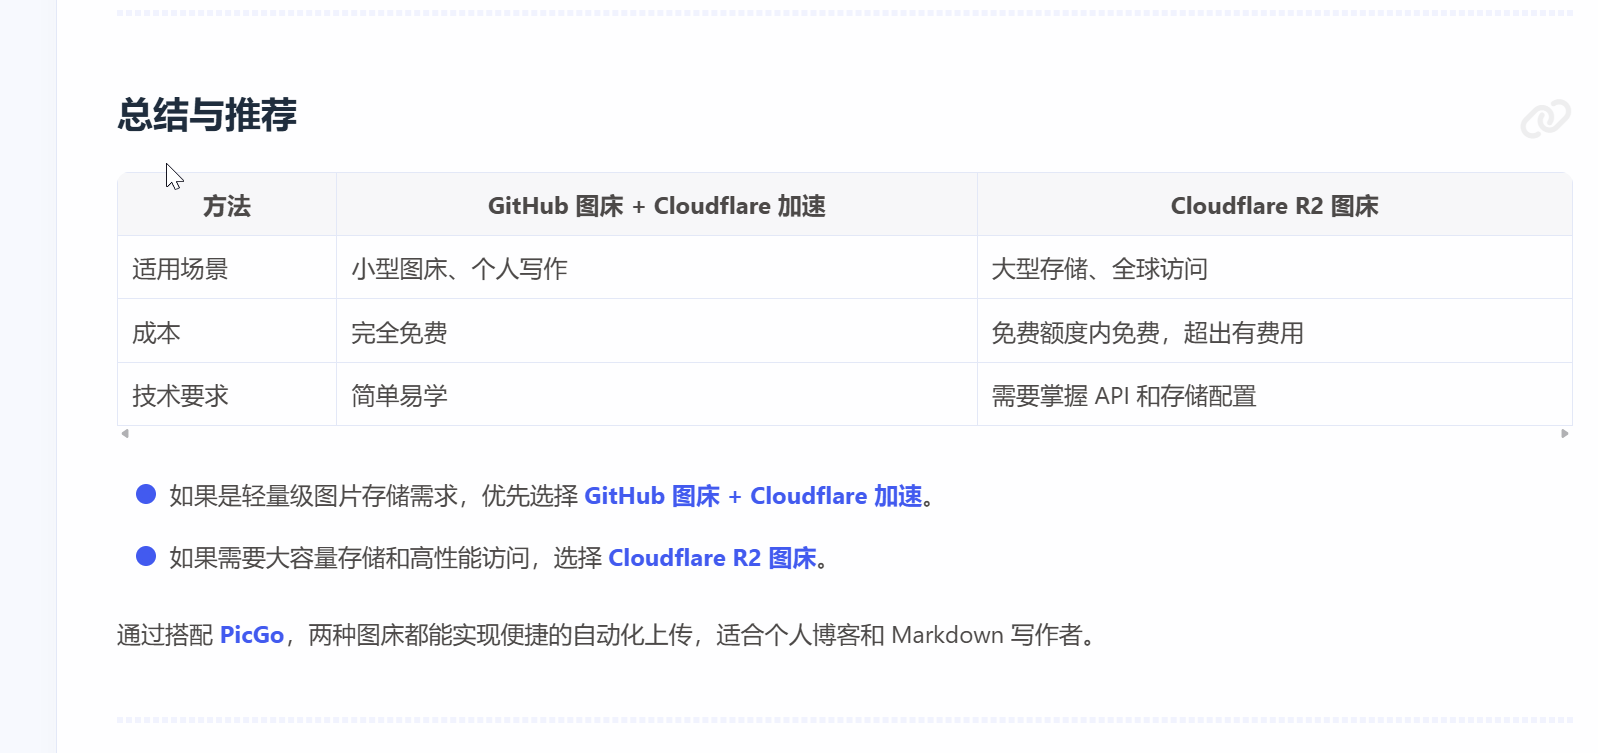 总结与推荐
方法 GitHub 图床 + Cloudflare 加速 Cloudflare R2 图床
适用场景 小型图床、个人写作 大型存储、全球访问
成本 完全免费 免费额度内免费，超出有费用
技术要求 简单易学 需要掌握 API 和存储配置
如果是轻量级图片存储需求，优先选择 GitHub 图床 + Cloudflare 加速。
如果需要大容量存储和高性能访问，选择 Cloudflare R2 图床。
通过搭配 PicGo，两种图床都能实现便捷的自动化上传，适合个人博客和 Markdown 写作者。